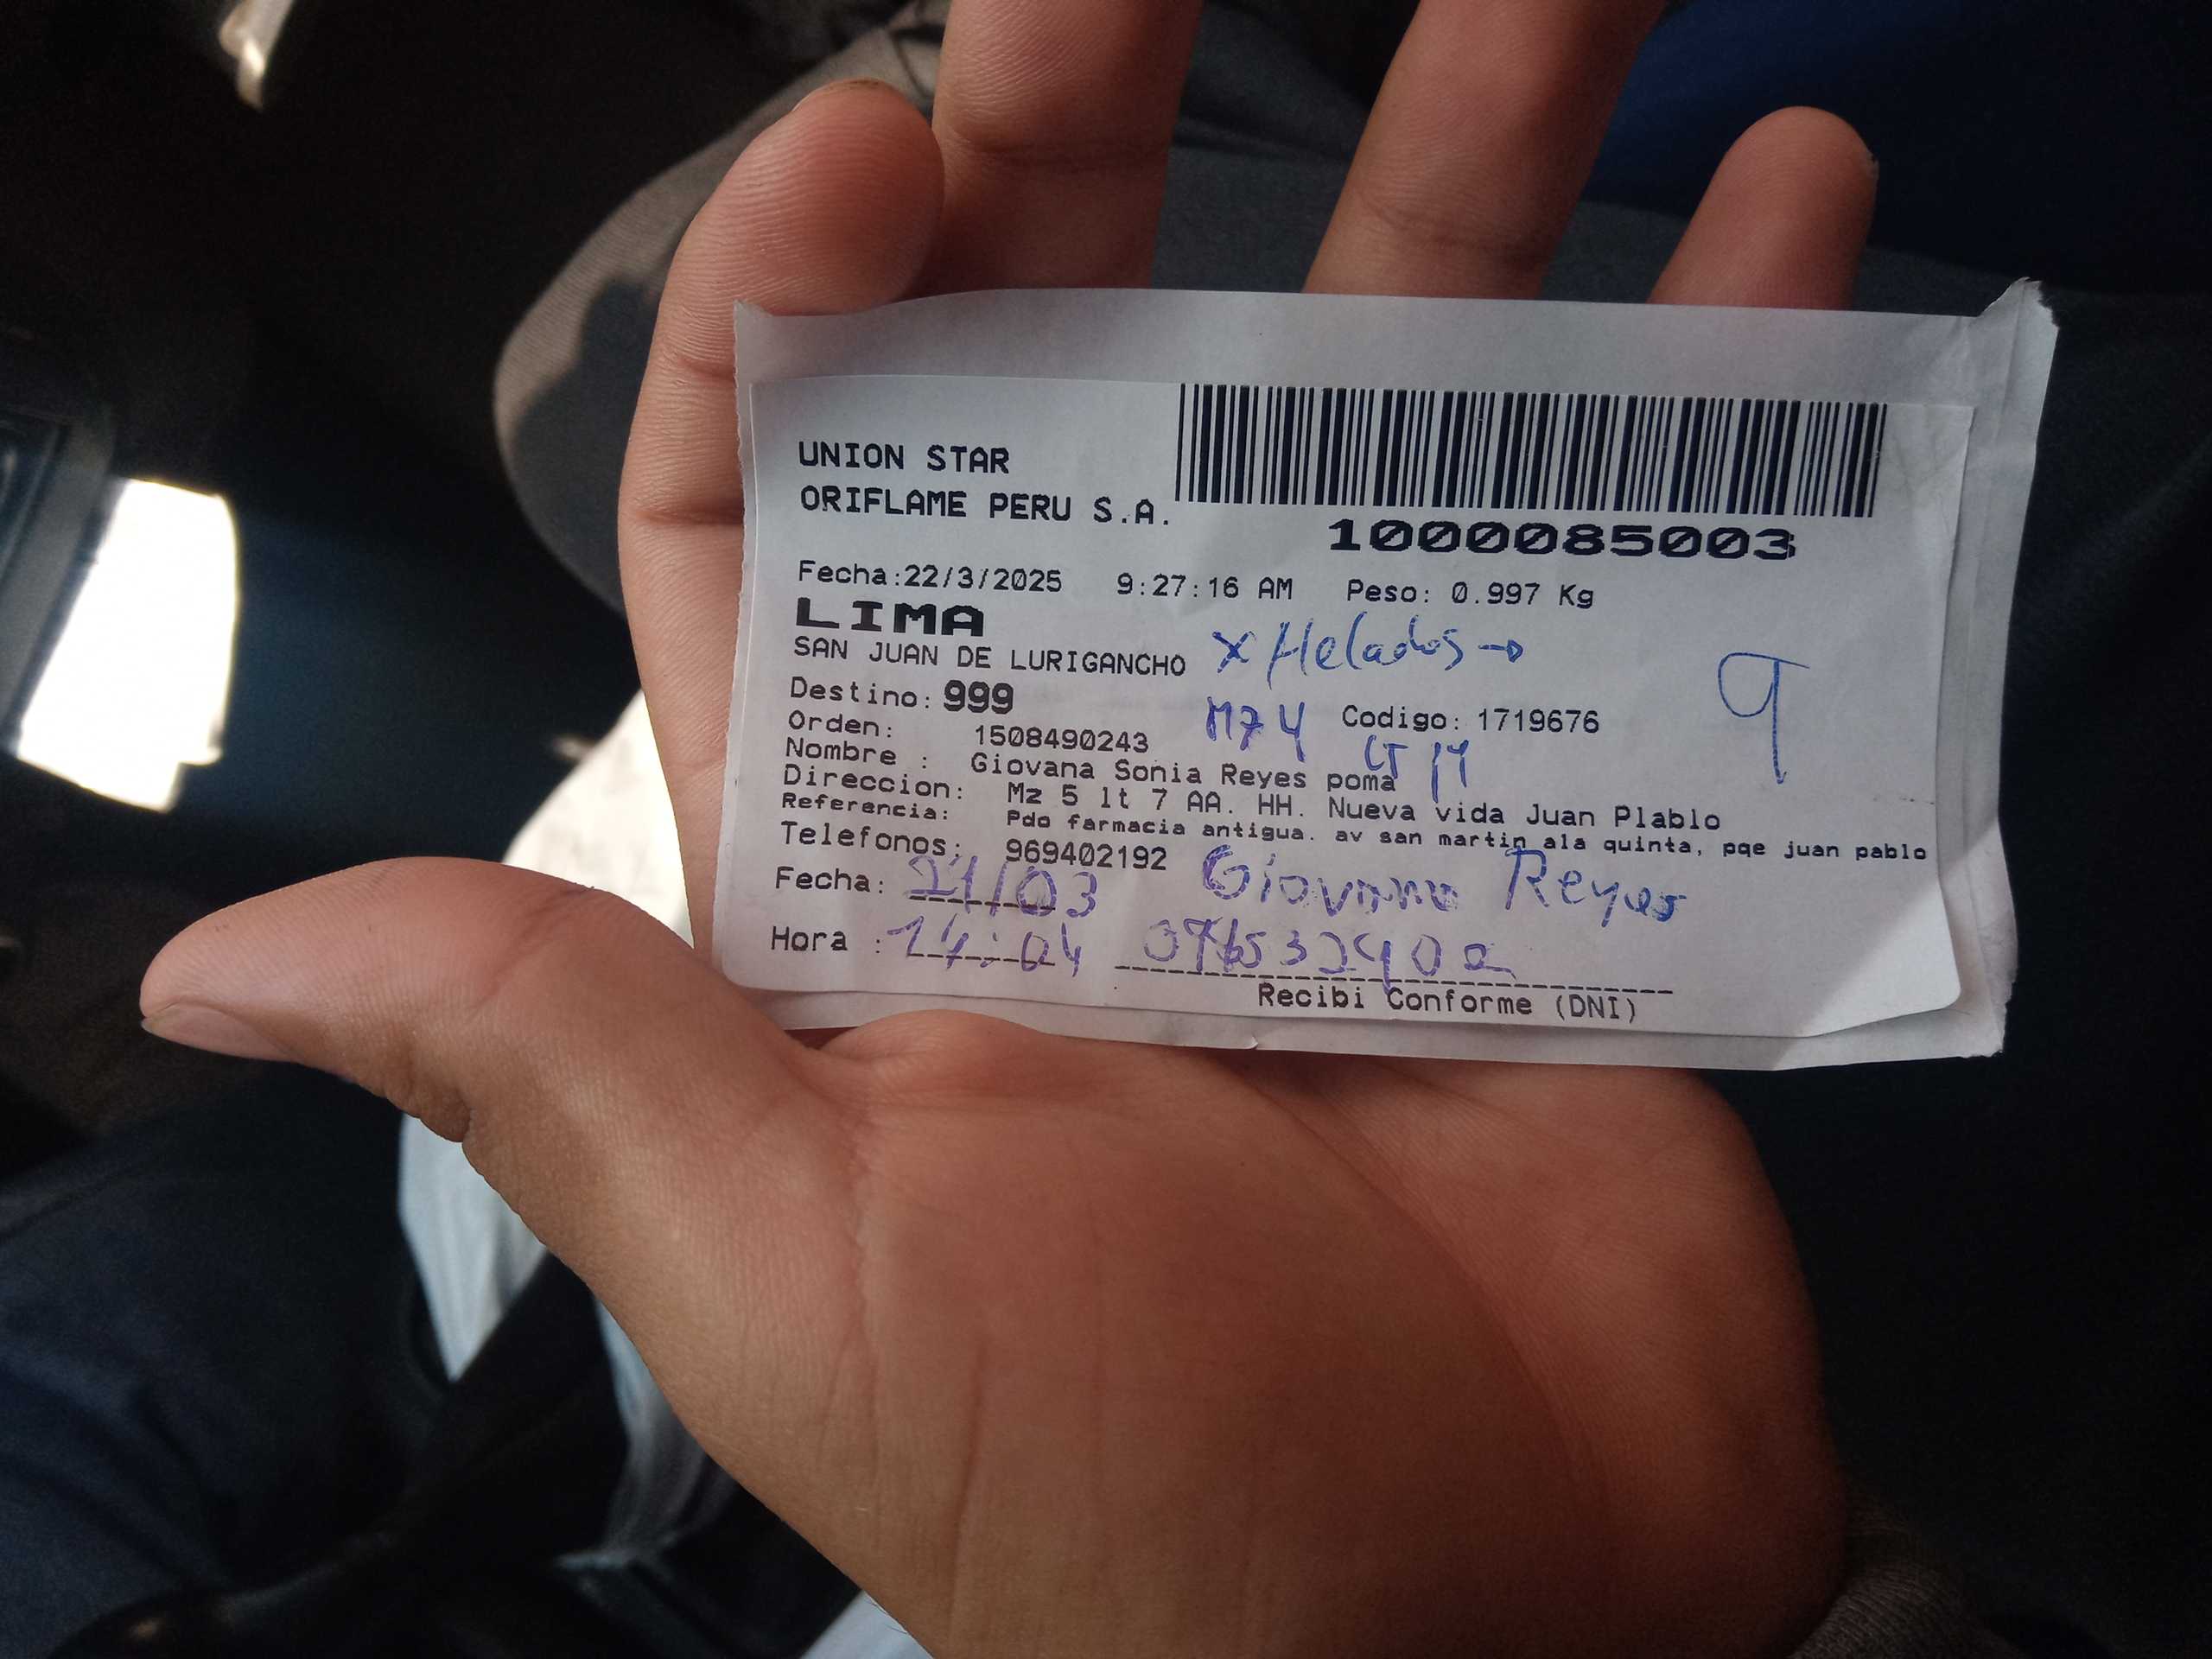 UNION STAR
ORIFLAME PERU S.A.
1000085003
Fecha:22/3/2025 9:27:16 AM Peso: 0.997 Kg
LIMA
SAN JUAN DE LURIGANCHO x Helados →
Destino: 999
Codigo: 1719676
Orden: 1508490243
Nombre : Giovana Sonia Reyes poma
Direccion: Mz 5 lt 7 AA. HH. Nueva vida Juan Plablo
Referencia: Pdo farmacia antigua. av san martin ala quinta, pqe juan pablo
Telefonos: 969402192
Fecha: 24/03 Giovana Reyes
Hora : 14:04
Recibi Conforme (DNI)